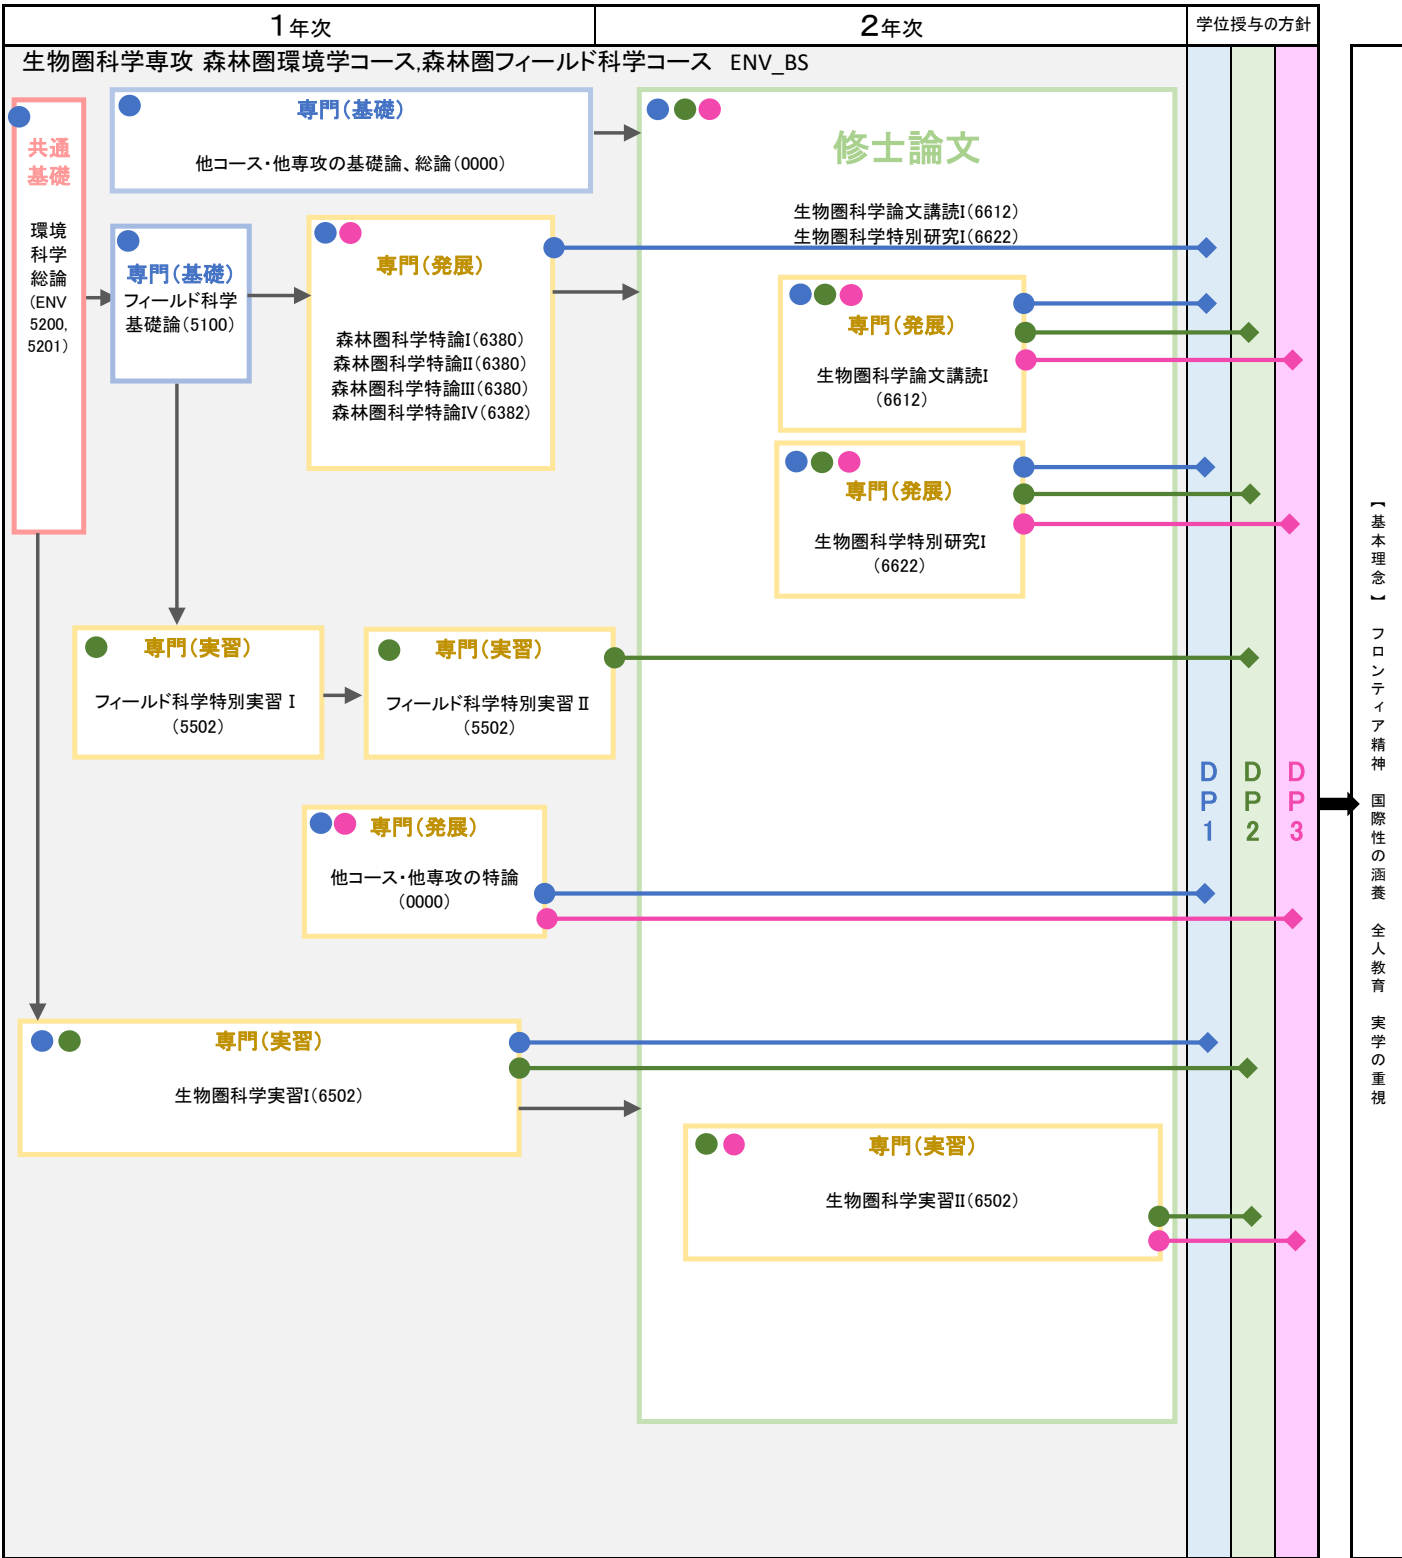 1年次
2年次
学位授与の方針
生物圏科学専攻 森林圏環境学コース,森林圏フィールド科学コース ENV_BS
共通
基礎
環境
科学
総論
(ENV
5200,
5201)
専門(基礎)
他コース・他専攻の基礎論、総論(0000)
専門(基礎)
フィールド科学
基礎論(5100)
専門(発展)
森林圏科学特論I(6380)
森林圏科学特論II(6380)
森林圏科学特論III(6380)
森林圏科学特論IV(6382)
修士論文
生物圏科学論文講読I(6612)
生物圏科学特別研究I(6622)
専門(発展)
生物圏科学論文講読I
(6612)
専門(発展)
生物圏科学特別研究I
(6622)
専門(実習)
フィールド科学特別実習Ⅰ
(5502)
専門(実習)
フィールド科学特別実習Ⅱ
(5502)
専門(発展)
他コース・他専攻の特論
(0000)
専門(実習)
生物圏科学実習I(6502)
専門(実習)
生物圏科学実習II(6502)
DP1
DP2
DP3
【基本理念】 フロンティア精神 国際性の涵養 全人教育 実学の重視